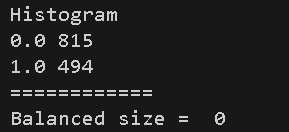 Histogram
0.0 815
1.0 494
============
Balanced size =  0